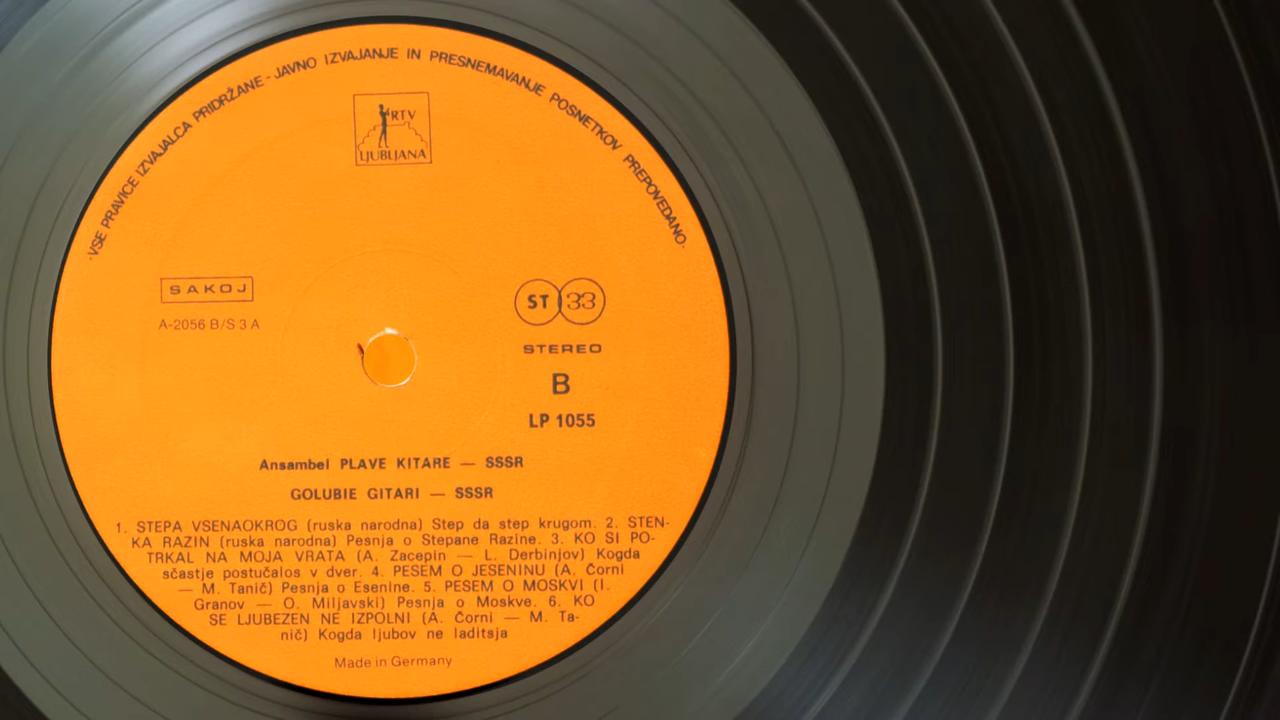 ·VSE PRAVICE IZVAJALCA PRIDRŽANE - JAVNO IZVAJANJE IN PRESNEMAVANJE POSNETKOV PREPOVEDANO·
RTV
LJUBLJANA
SAKOJ
A-2056 B/S 3 A
ST 33
STEREO
B
LP 1055
Ansambel PLAVE KITARE — SSSR
GOLUBIE GITARI — SSSR
1. STEPA VSENAOKROG (ruska narodna) Step da step krugom. 2. STEN-
KA RAZIN (ruska narodna) Pesnja o Stepane Razine. 3. KO SI PO-
TRKAL NA MOJA VRATA (A. Zacepin — L. Derbinjov) Kogda
sčastje postučalos v dver. 4. PESEM O JESENINU (A. Čorni
— M. Tanič) Pesnja o Esenine. 5. PESEM O MOSKVI (I.
Granov — O. Miljavski) Pesnja o Moskve. 6. KO
SE LJUBEZEN NE IZPOLNI (A. Čorni — M. Ta-
nič) Kogda ljubov ne laditsja
Made in Germany